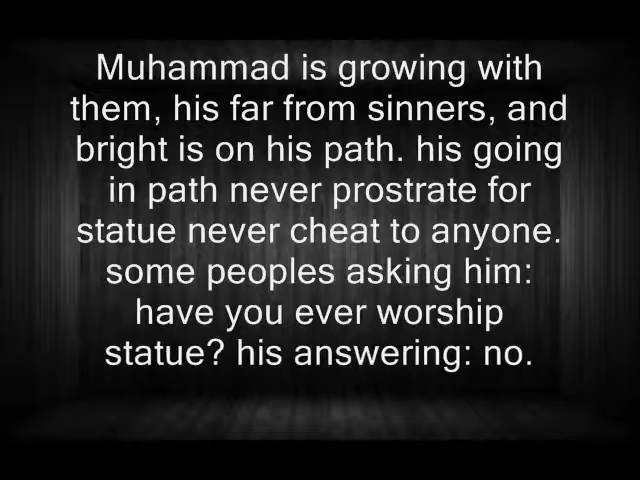 Muhammad is growing with
them, his far from sinners, and
bright is on his path. his going
in path never prostrate for
statue never cheat to anyone.
some peoples asking him:
have you ever worship
statue? his answering: no.